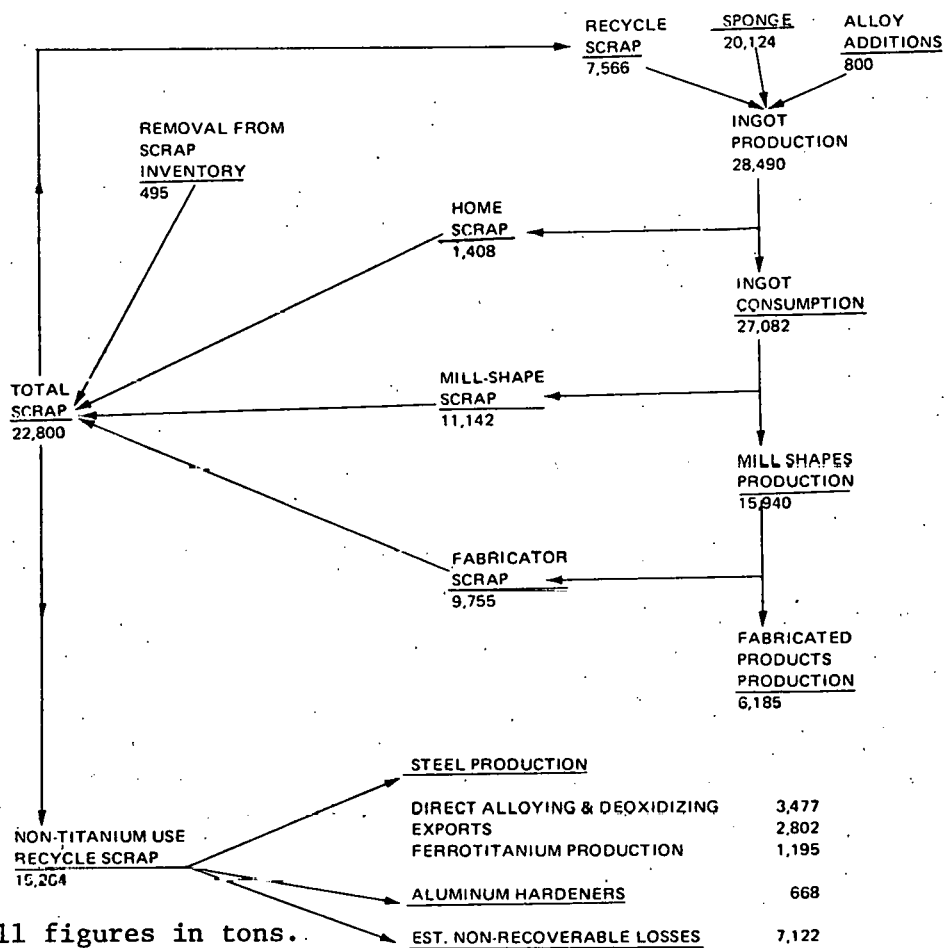 RECYCLE
SCRAP
7,566
SPONGE
20,124
ALLOY
ADDITIONS
800
REMOVAL FROM
SCRAP
INVENTORY
495
INGOT
PRODUCTION
28,490
HOME
SCRAP
1,408
INGOT
CONSUMPTION
27,082
TOTAL
SCRAP
22,800
MILL-SHAPE
SCRAP
11,142
MILL SHAPES
PRODUCTION
15,940
FABRICATOR
SCRAP
9,755
FABRICATED
PRODUCTS
PRODUCTION
6,185
NON-TITANIUM USE
RECYCLE SCRAP
15,264
STEEL PRODUCTION
DIRECT ALLOYING & DEOXIDIZING 3,477
EXPORTS 2,802
FERROTITANIUM PRODUCTION 1,195
ALUMINUM HARDENERS 668
EST. NON-RECOVERABLE LOSSES 7,122
ll figures in tons.